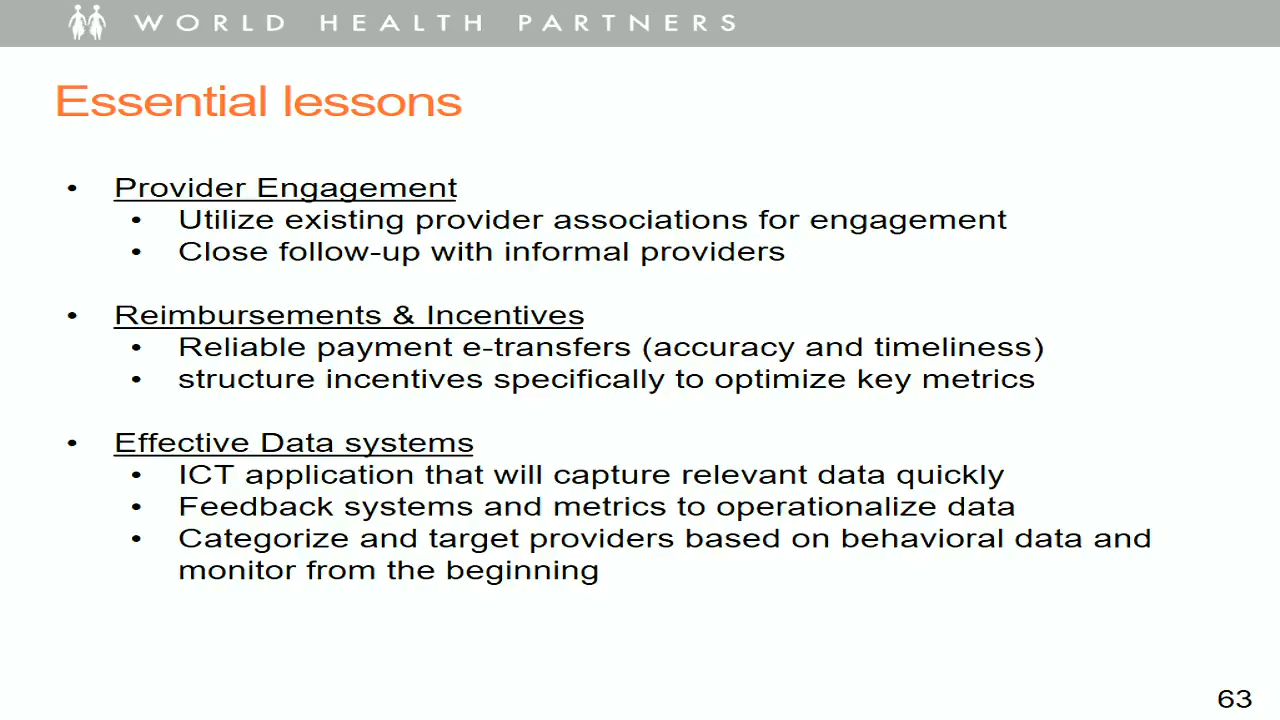 WORLD HEALTH PARTNERS
Essential lessons
• Provider Engagement
• Utilize existing provider associations for engagement
• Close follow-up with informal providers
• Reimbursements & Incentives
• Reliable payment e-transfers (accuracy and timeliness)
• structure incentives specifically to optimize key metrics
• Effective Data systems
• ICT application that will capture relevant data quickly
• Feedback systems and metrics to operationalize data
• Categorize and target providers based on behavioral data and
monitor from the beginning
63